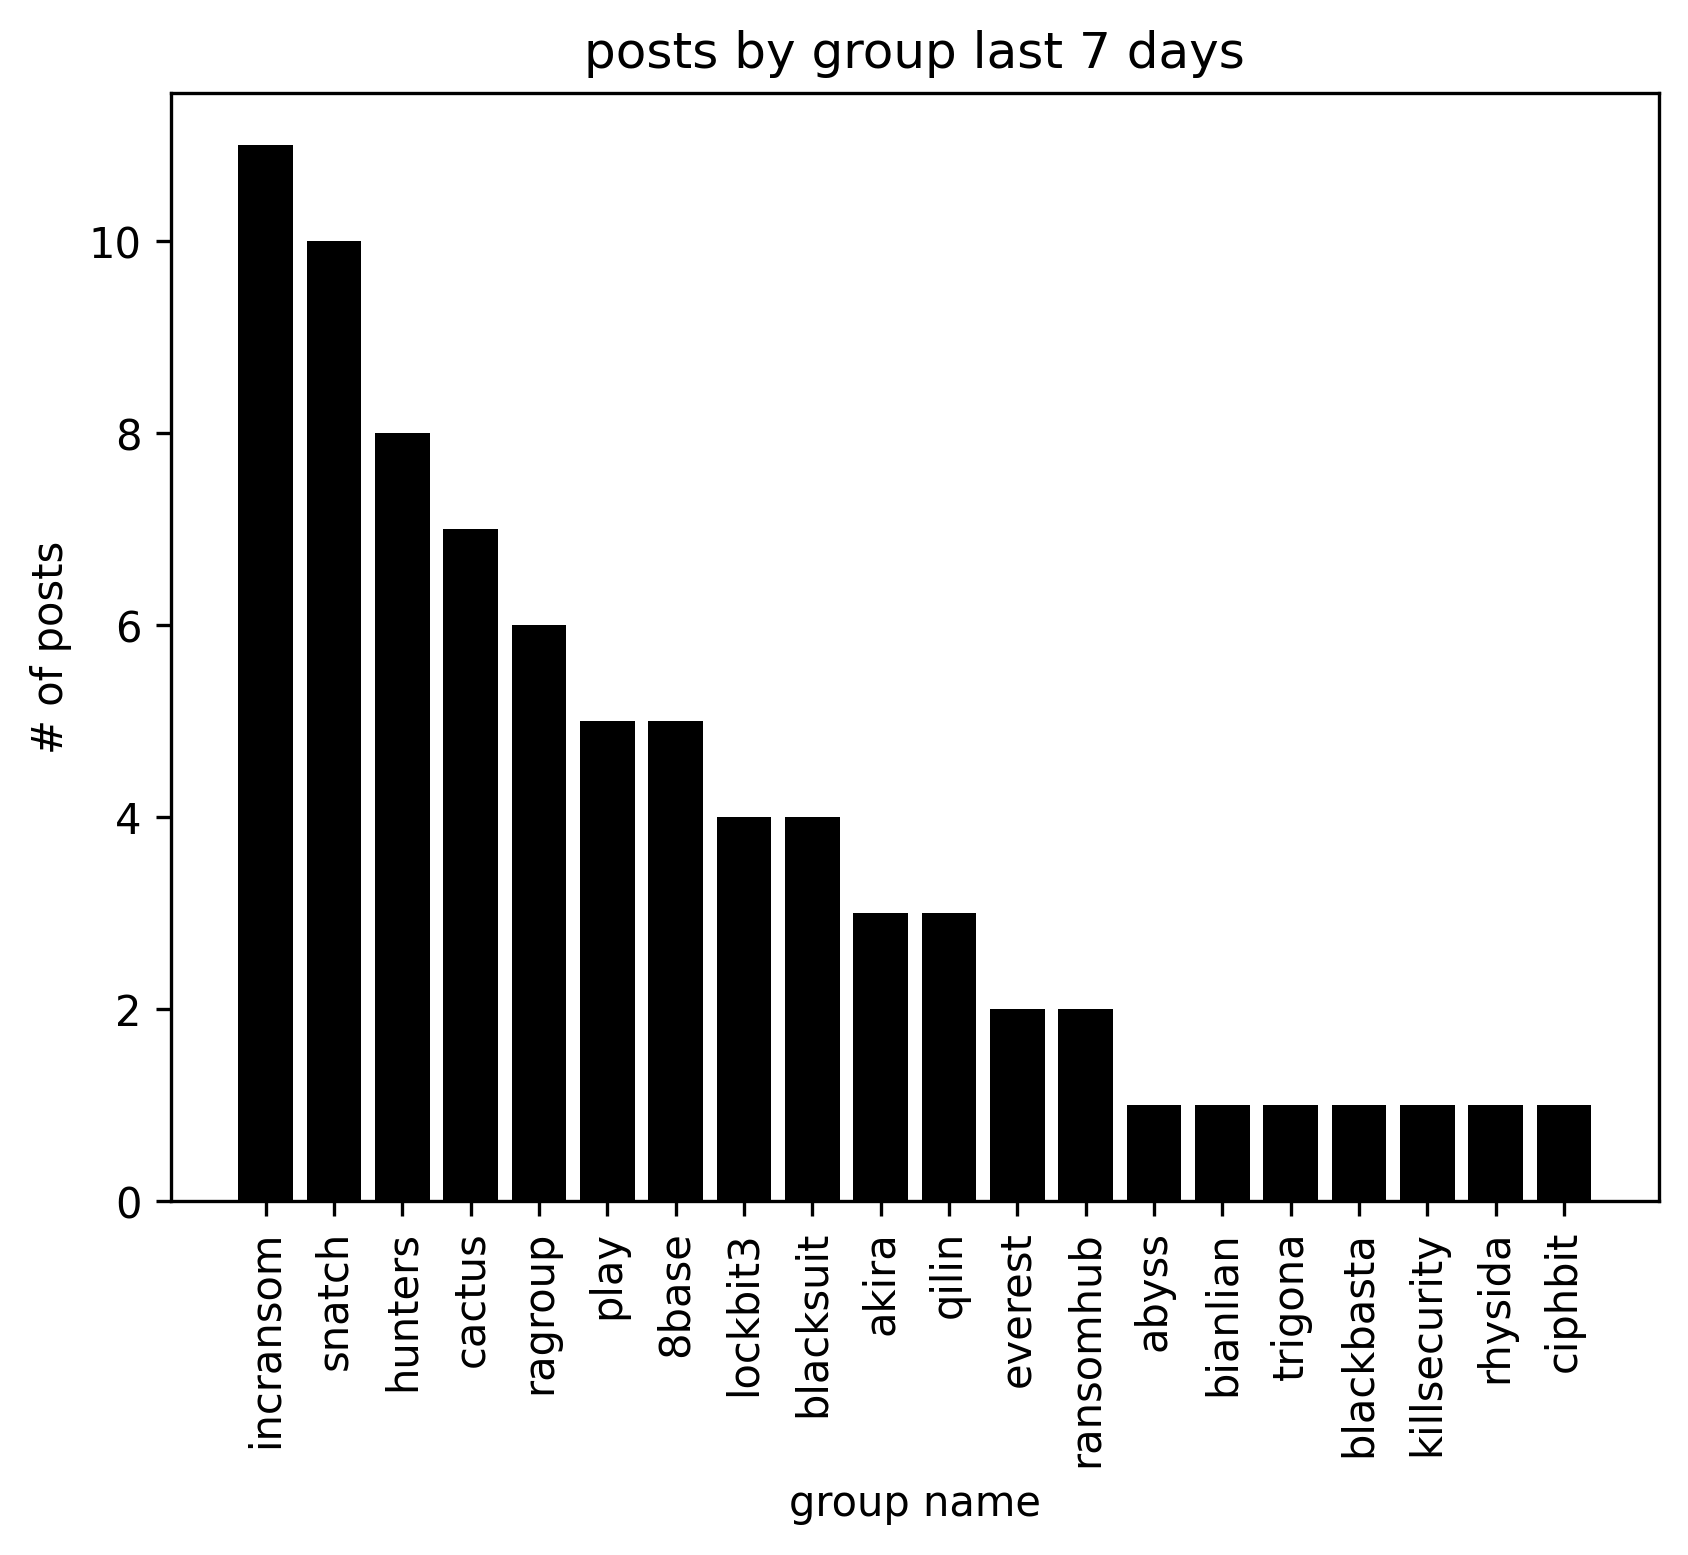 posts by group last 7 days
10
8
6
4
2
0
# of posts
incransom
snatch
hunters
cactus
ragroup
play
8base
lockbit3
blacksuit
akira
qilin
everest
ransomhub
abyss
bianlian
trigona
blackbasta
killsecurity
rhysida
ciphbit
group name